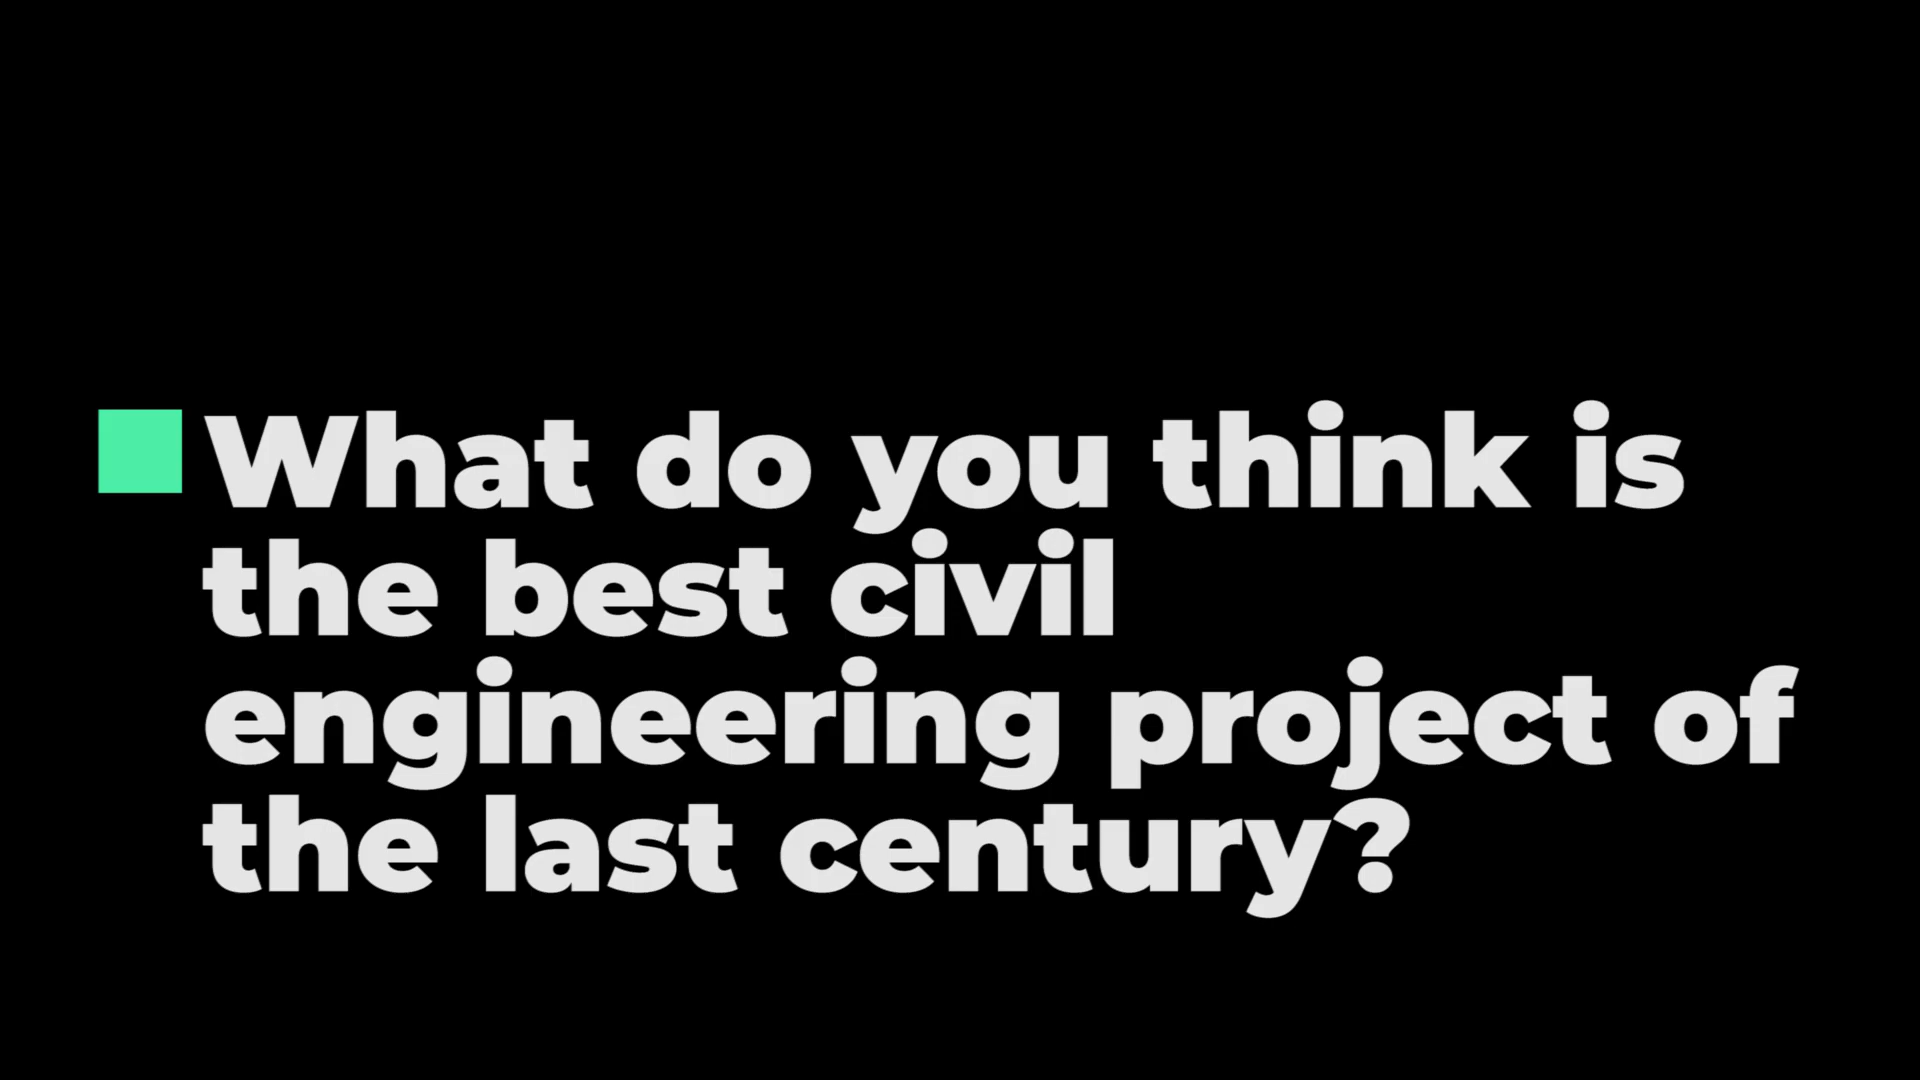 What do you think is
the best civil
engineering project of
the last century?